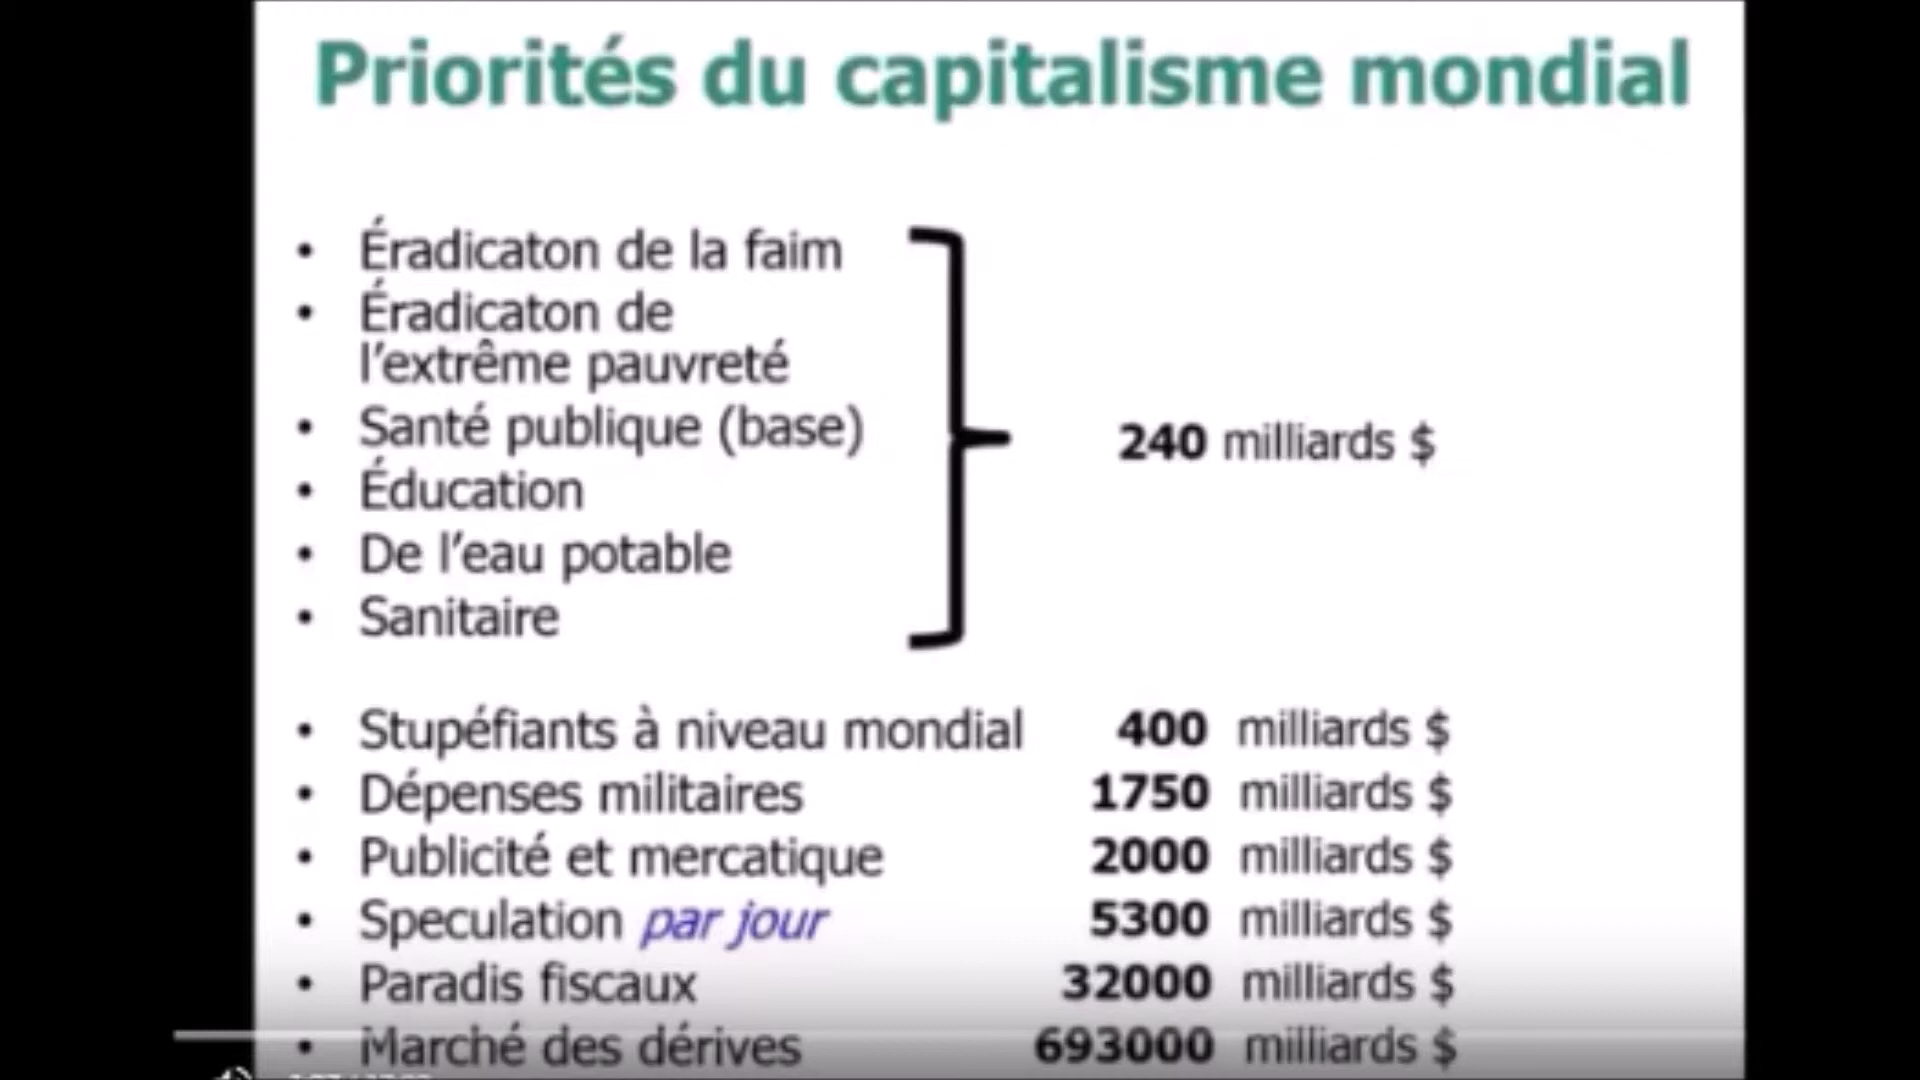 Priorités du capitalisme mondial
• Éradicaton de la faim
• Éradicaton de
l'extrême pauvreté
• Santé publique (base)
• Éducation
• De l'eau potable
• Sanitaire
240 milliards $
• Stupéfiants à niveau mondial 400 milliards $
• Dépenses militaires 1750 milliards $
• Publicité et mercatique 2000 milliards $
• Speculation par jour 5300 milliards $
• Paradis fiscaux 32000 milliards $
• Marché des dérives 693000 milliards $